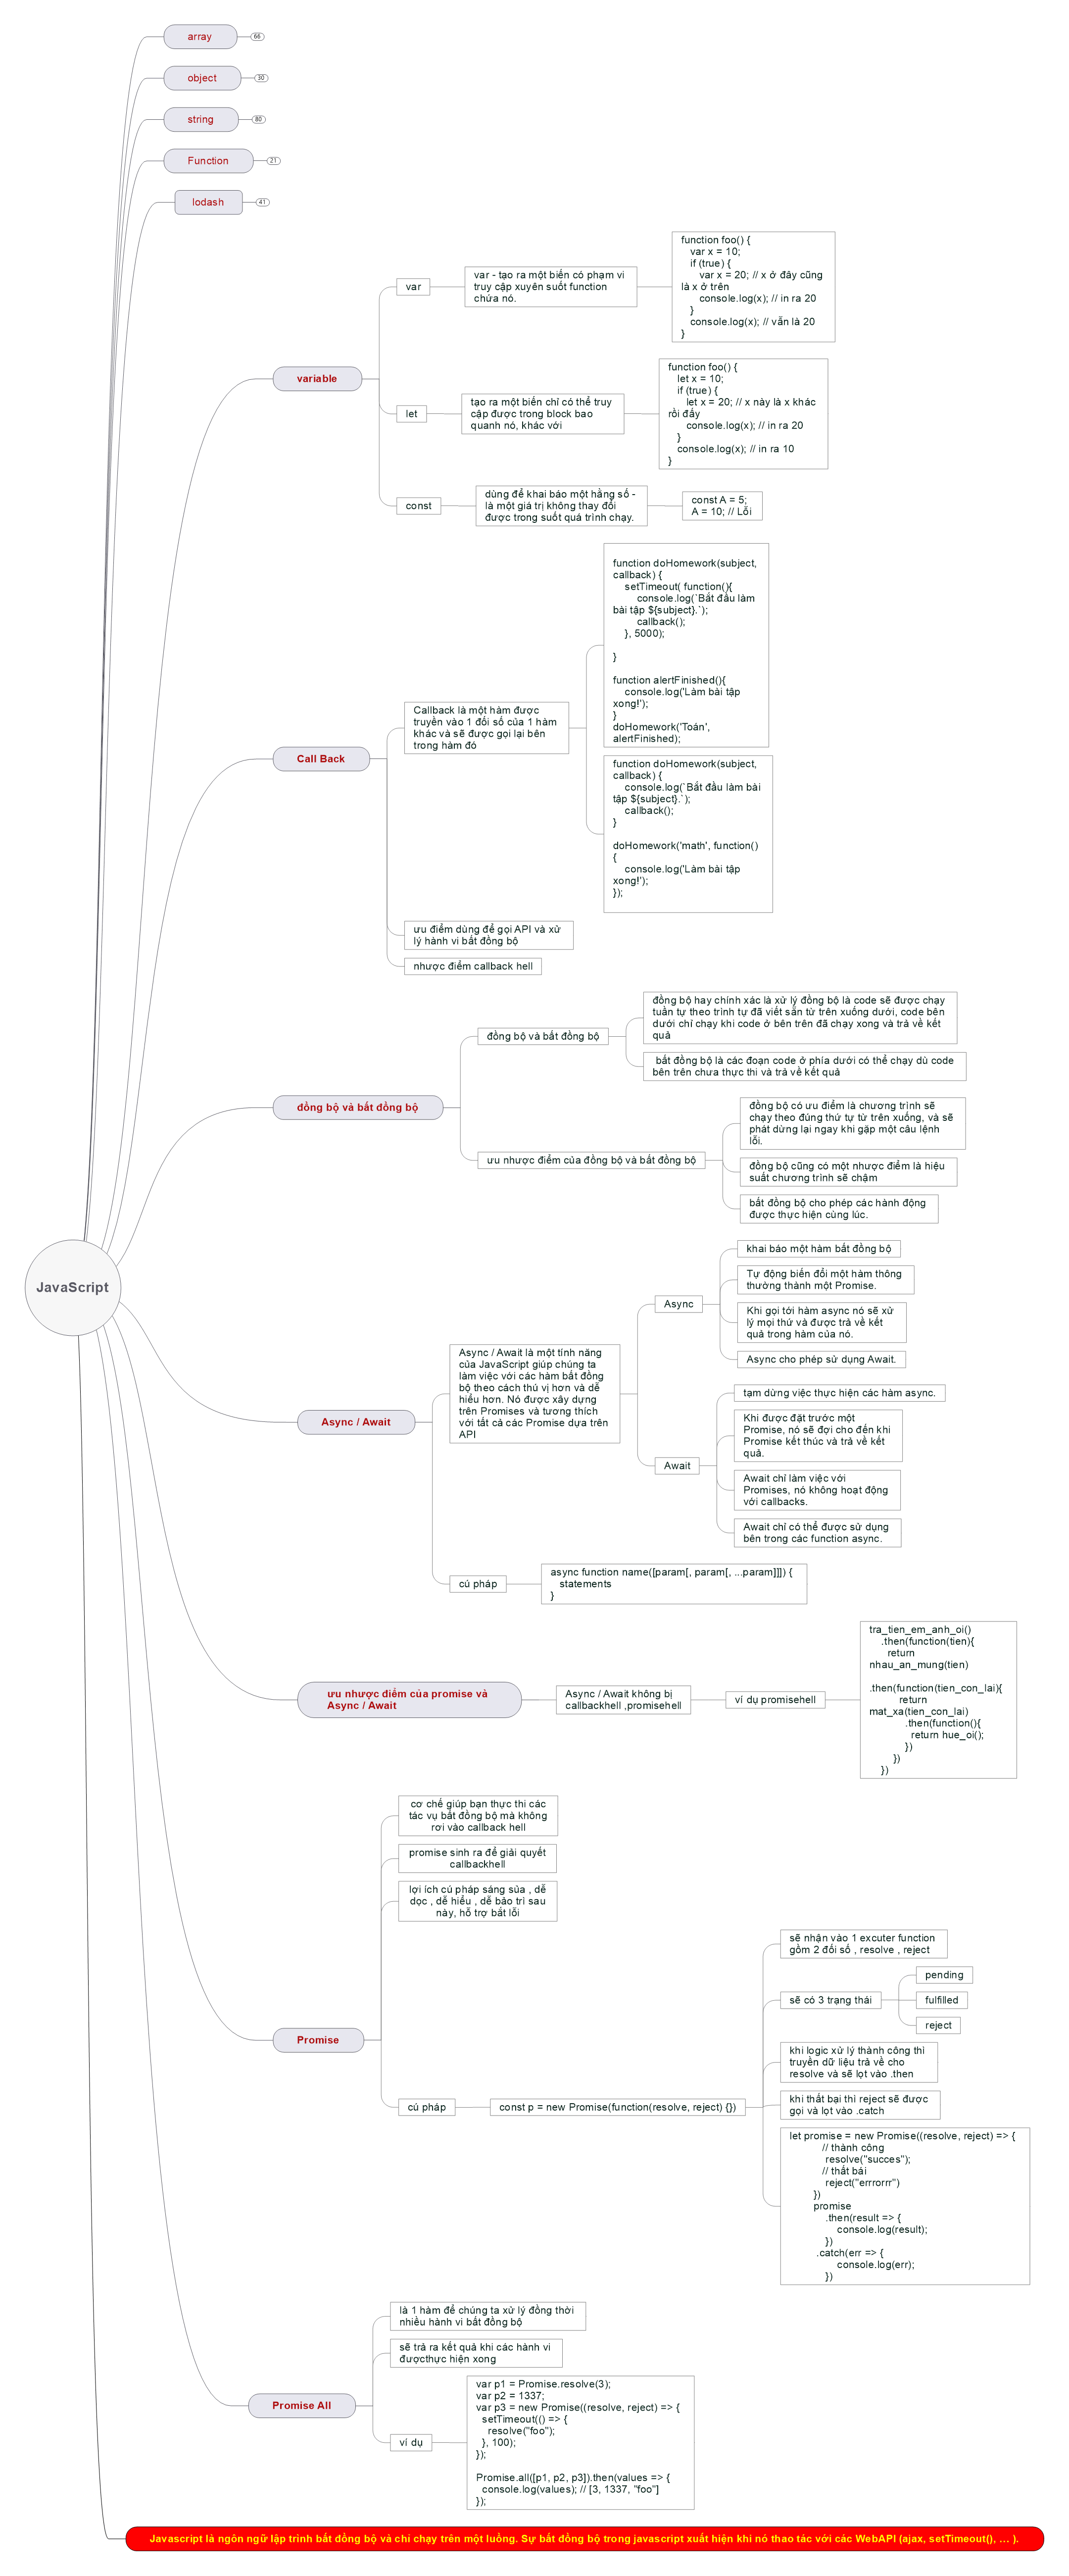 array
66
object
30
string
80
Function
21
lodash
41
variable
var
var - tạo ra một biến có phạm vi
truy cập xuyên suốt function
chứa nó.
function foo() {
var x = 10;
if (true) {
var x = 20; // x ở đây cũng
là x ở trên
console.log(x); // in ra 20
}
console.log(x); // vẫn là 20
}
let
tạo ra một biến chỉ có thể truy
cập được trong block bao
quanh nó, khác với
function foo() {
let x = 10;
if (true) {
let x = 20; // x này là x khác
rồi đấy
console.log(x); // in ra 20
}
console.log(x); // in ra 10
}
const
dùng để khai báo một hằng số -
là một giá trị không thay đổi
được trong suốt quá trình chạy.
const A = 5;
A = 10; // Lỗi
Call Back
Callback là một hàm được
truyền vào 1 đối số của 1 hàm
khác và sẽ được gọi lại bên
trong hàm đó
function doHomework(subject,
callback) {
setTimeout( function(){
console.log(`Bắt đầu làm
bài tập ${subject}.`);
callback();
}, 5000);
}
function alertFinished(){
console.log('Làm bài tập
xong!');
}
doHomework('Toán',
alertFinished);
function doHomework(subject,
callback) {
console.log(`Bắt đầu làm bài
tập ${subject}.`);
callback();
}
doHomework('math', function()
{
console.log('Làm bài tập
xong!');
});
ưu điểm dùng để gọi API và xử
lý hành vi bất đồng bộ
nhược điểm callback hell
đồng bộ và bất đồng bộ
đồng bộ và bất đồng bộ
đồng bộ hay chính xác là xử lý đồng bộ là code sẽ được chạy
tuần tự theo trình tự đã viết sẵn từ trên xuống dưới, code bên
dưới chỉ chạy khi code ở bên trên đã chạy xong và trả về kết
quả
bất đồng bộ là các đoạn code ở phía dưới có thể chạy dù code
bên trên chưa thực thi và trả về kết quả
ưu nhược điểm của đồng bộ và bất đồng bộ
đồng bộ có ưu điểm là chương trình sẽ
chạy theo đúng thứ tự từ trên xuống, và sẽ
phát dừng lại ngay khi gặp một câu lệnh
lỗi.
đồng bộ cũng có một nhược điểm là hiệu
suất chương trình sẽ chậm
bất đồng bộ cho phép các hành động
được thực hiện cùng lúc.
JavaScript
Async / Await
Async / Await là một tính năng
của JavaScript giúp chúng ta
làm việc với các hàm bất đồng
bộ theo cách thú vị hơn và dễ
hiểu hơn. Nó được xây dựng
trên Promises và tương thích
với tất cả các Promise dựa trên
API
Async
khai báo một hàm bất đồng bộ
Tự động biến đổi một hàm thông
thường thành một Promise.
Khi gọi tới hàm async nó sẽ xử
lý mọi thứ và được trả về kết
quả trong hàm của nó.
Async cho phép sử dụng Await.
Await
tạm dừng việc thực hiện các hàm async.
Khi được đặt trước một
Promise, nó sẽ đợi cho đến khi
Promise kết thúc và trả về kết
quả.
Await chỉ làm việc với
Promises, nó không hoạt động
với callbacks.
Await chỉ có thể được sử dụng
bên trong các function async.
cú pháp
async function name([param[, param[, ...param]]]) {
statements
}
ưu nhược điểm của promise và
Async / Await
Async / Await không bị
callbackhell ,promisehell
ví dụ promisehell
tra_tien_em_anh_oi()
.then(function(tien){
return
nhau_an_mung(tien)
.then(function(tien_con_lai){
return
mat_xa(tien_con_lai)
.then(function(){
return hue_oi();
})
})
})
Promise
cơ chế giúp bạn thực thi các
tác vụ bất đồng bộ mà không
rơi vào callback hell
promise sinh ra để giải quyết
callbackhell
lợi ích cú pháp sáng sủa , dễ
dọc , dễ hiểu , dễ bảo trì sau
này, hỗ trợ bắt lỗi
cú pháp
const p = new Promise(function(resolve, reject) {})
sẽ nhận vào 1 excuter function
gồm 2 đối số , resolve , reject
sẽ có 3 trạng thái
pending
fulfilled
reject
khi logic xử lý thành công thì
truyền dữ liệu trả về cho
resolve và sẽ lọt vào .then
khi thất bại thì reject sẽ được
gọi và lọt vào .catch
let promise = new Promise((resolve, reject) => {
// thành công
resolve("succes");
// thất bái
reject("errrorrr")
})
promise
.then(result => {
console.log(result);
})
.catch(err => {
console.log(err);
})
Promise All
là 1 hàm để chúng ta xử lý đồng thời
nhiều hành vi bất đồng bộ
sẽ trả ra kết quả khi các hành vi
đượcthực hiện xong
ví dụ
var p1 = Promise.resolve(3);
var p2 = 1337;
var p3 = new Promise((resolve, reject) => {
setTimeout(() => {
resolve("foo");
}, 100);
});
Promise.all([p1, p2, p3]).then(values => {
console.log(values); // [3, 1337, "foo"]
});
Javascript là ngôn ngữ lập trình bất đồng bộ và chỉ chạy trên một luồng. Sự bất đồng bộ trong javascript xuất hiện khi nó thao tác với các WebAPI (ajax, setTimeout(), … ).